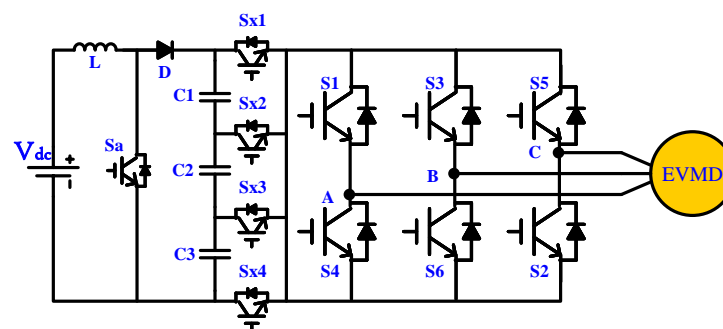 Sx1
L
D
S1
S3
S5
C1
Sx2
Sa
Vdc
+
-
C2
C
B
EVMD
Sx3
A
C3
Sx4
S4
S6
S2